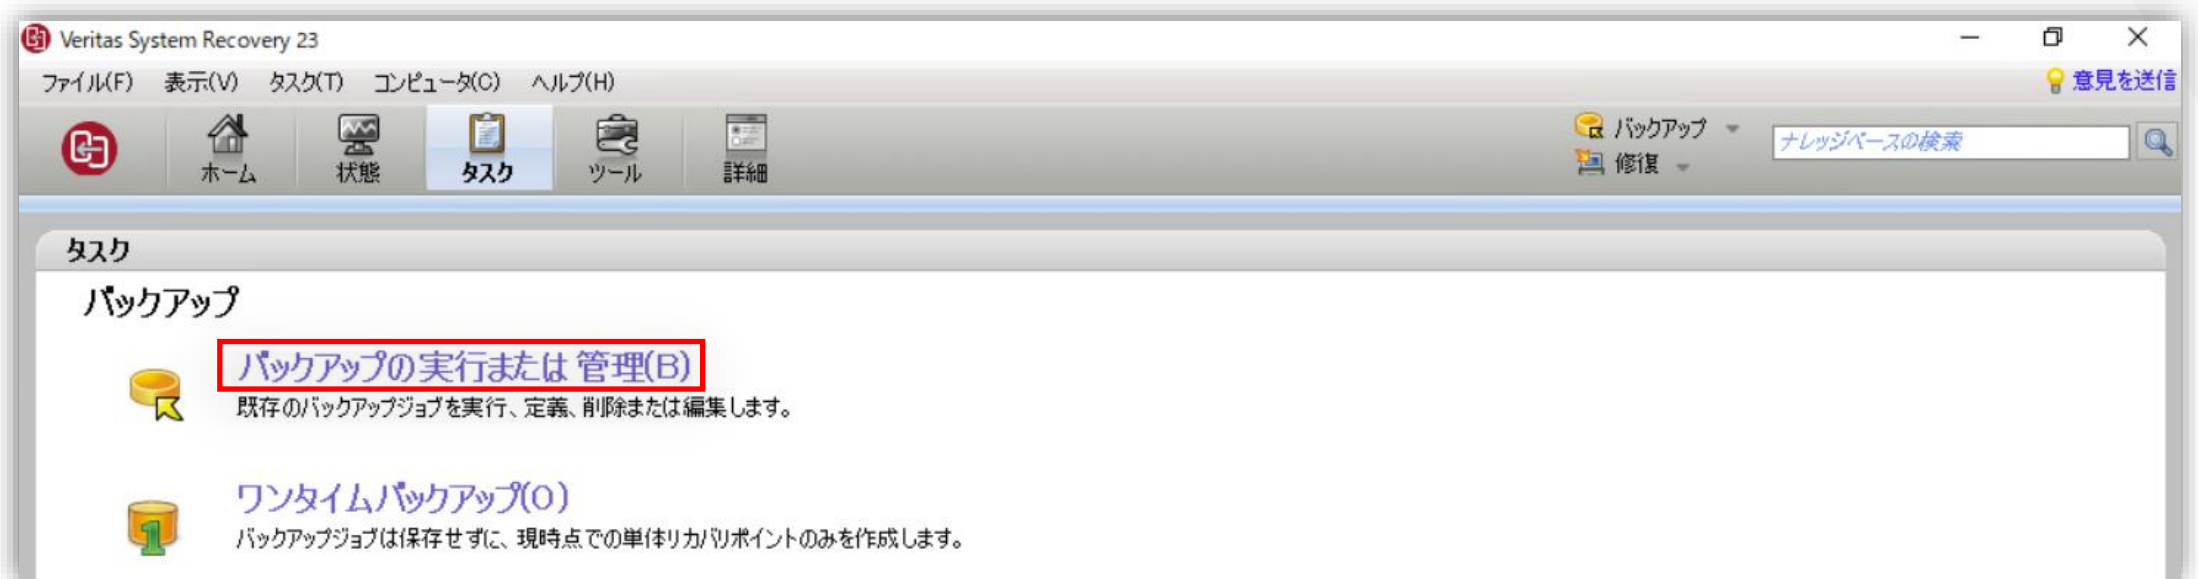 Veritas System Recovery 23
ファイル(F) 表示(V) タスク(T) コンピュータ(C) ヘルプ(H)
意見を送信
ホーム 状態 タスク ツール 詳細
バックアップ
修復
ナレッジベースの検索
タスク
バックアップ
バックアップの実行または管理(B)
既存のバックアップジョブを実行、定義、削除または編集します。
1
ワンタイムバックアップ(O)
バックアップジョブは保存せずに、現時点での単体リカバリポイントのみを作成します。